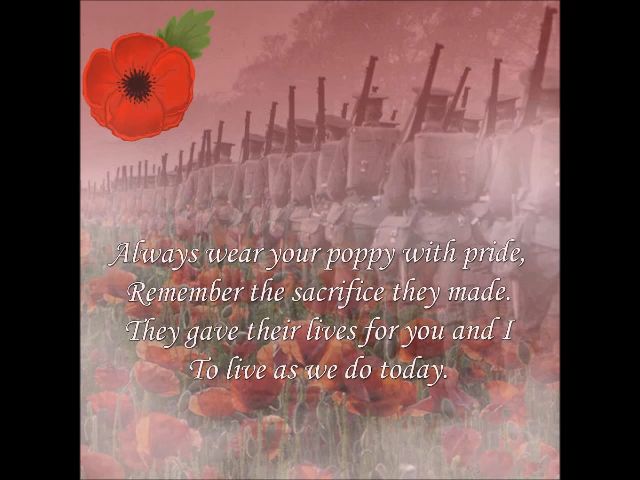 Always wear your poppy with pride,
Remember the sacrifice they made.
They gave their lives for you and I
To live as we do today.